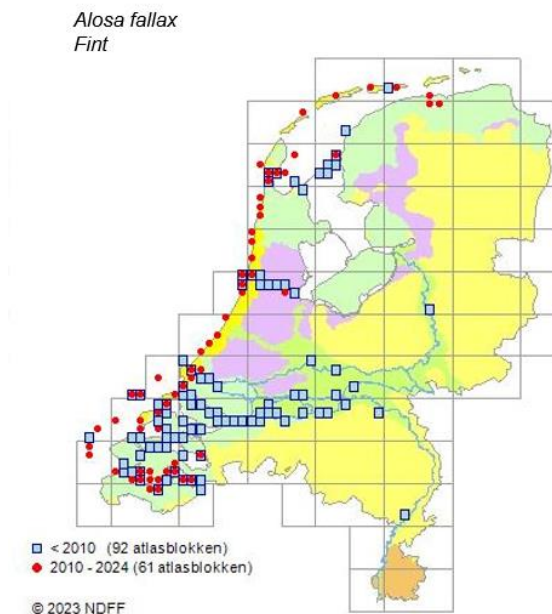 Alosa fallax
Fint
< 2010 (92 atlasblokken)
2010 - 2024 (61 atlasblokken)
© 2023 NDFF